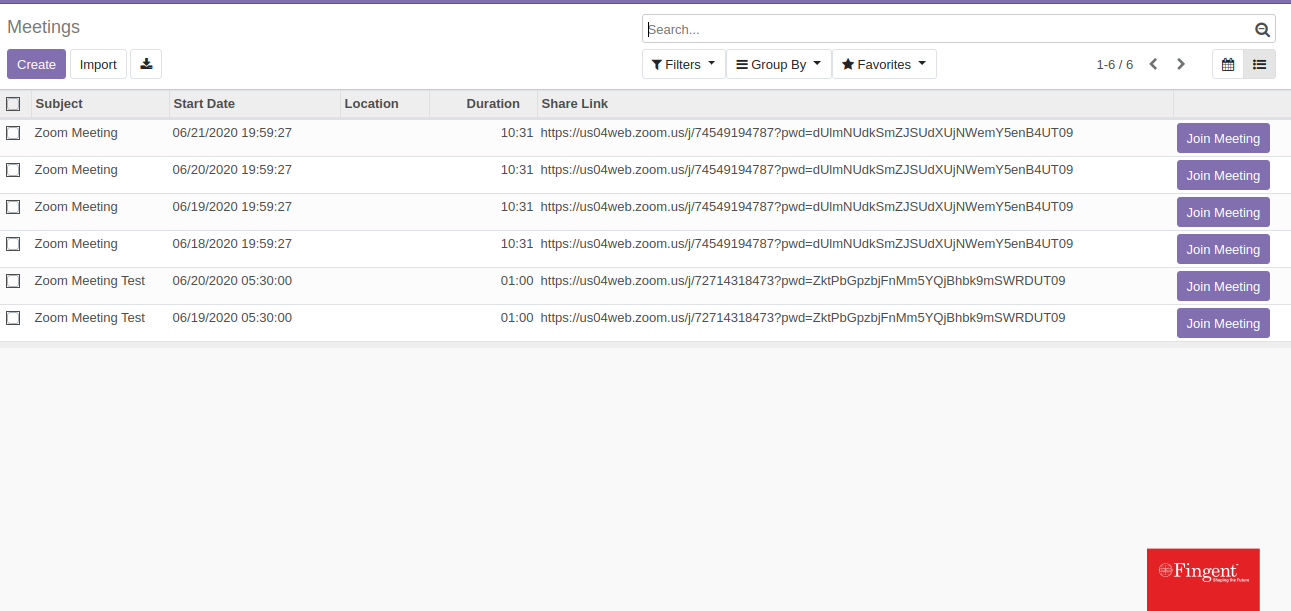 Meetings
Search...
Create Import
Filters Group By Favorites 1-6 / 6
Subject Start Date Location Duration Share Link
Zoom Meeting 06/21/2020 19:59:27 10:31 https://us04web.zoom.us/j/74549194787?pwd=dUlmNUdkSmZJSUdXUjNWemY5enB4UT09 Join Meeting
Zoom Meeting 06/20/2020 19:59:27 10:31 https://us04web.zoom.us/j/74549194787?pwd=dUlmNUdkSmZJSUdXUjNWemY5enB4UT09 Join Meeting
Zoom Meeting 06/19/2020 19:59:27 10:31 https://us04web.zoom.us/j/74549194787?pwd=dUlmNUdkSmZJSUdXUjNWemY5enB4UT09 Join Meeting
Zoom Meeting 06/18/2020 19:59:27 10:31 https://us04web.zoom.us/j/74549194787?pwd=dUlmNUdkSmZJSUdXUjNWemY5enB4UT09 Join Meeting
Zoom Meeting Test 06/20/2020 05:30:00 01:00 https://us04web.zoom.us/j/72714318473?pwd=ZktPbGpzbjFnMm5YQjBhbk9mSWRDUT09 Join Meeting
Zoom Meeting Test 06/19/2020 05:30:00 01:00 https://us04web.zoom.us/j/72714318473?pwd=ZktPbGpzbjFnMm5YQjBhbk9mSWRDUT09 Join Meeting
Fingent
Shaping the Future